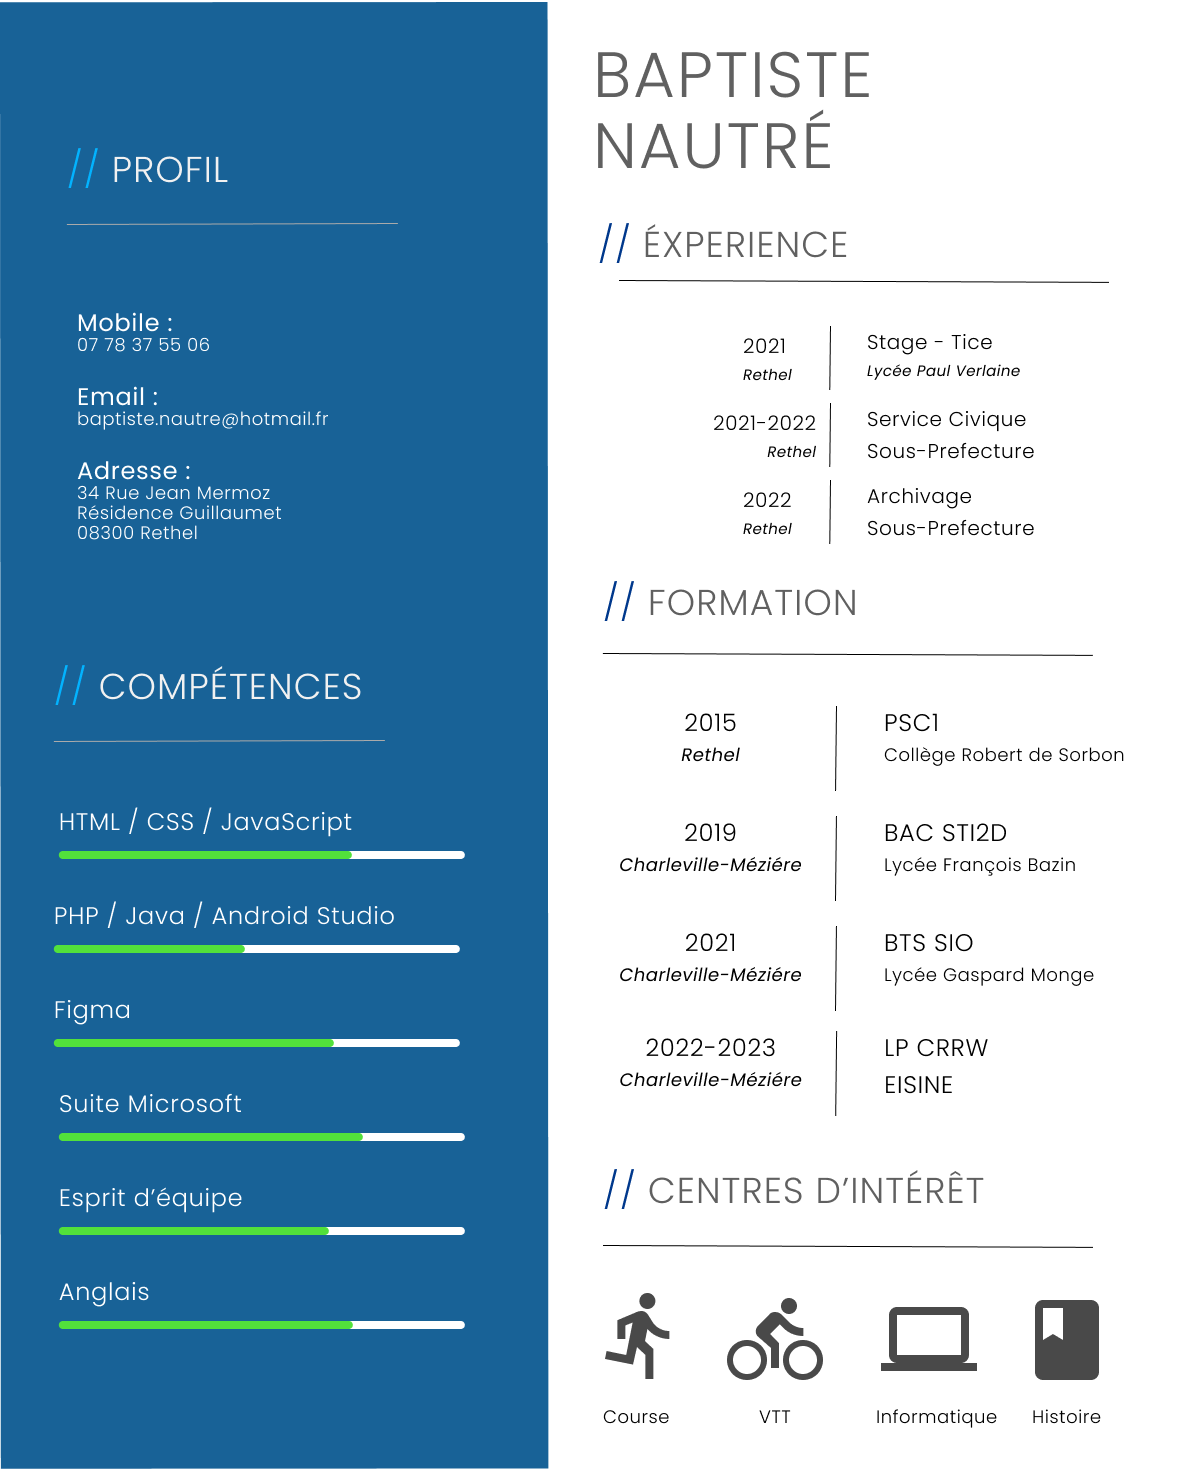 // PROFIL
Mobile :
07 78 37 55 06
Email :
baptiste.nautre@hotmail.fr
Adresse :
34 Rue Jean Mermoz
Résidence Guillaumet
08300 Rethel
// COMPÉTENCES
HTML / CSS / JavaScript
PHP / Java / Android Studio
Figma
Suite Microsoft
Esprit d’équipe
Anglais
BAPTISTE
NAUTRÉ
// ÉXPERIENCE
2021 Stage - Tice
Rethel Lycée Paul Verlaine
2021-2022 Service Civique
Rethel Sous-Prefecture
2022 Archivage
Rethel Sous-Prefecture
// FORMATION
2015 PSC1
Rethel Collège Robert de Sorbon
2019 BAC STI2D
Charleville-Méziére Lycée François Bazin
2021 BTS SIO
Charleville-Méziére Lycée Gaspard Monge
2022-2023 LP CRRW
Charleville-Méziére EISINE
// CENTRES D’INTÉRÊT
Course VTT Informatique Histoire